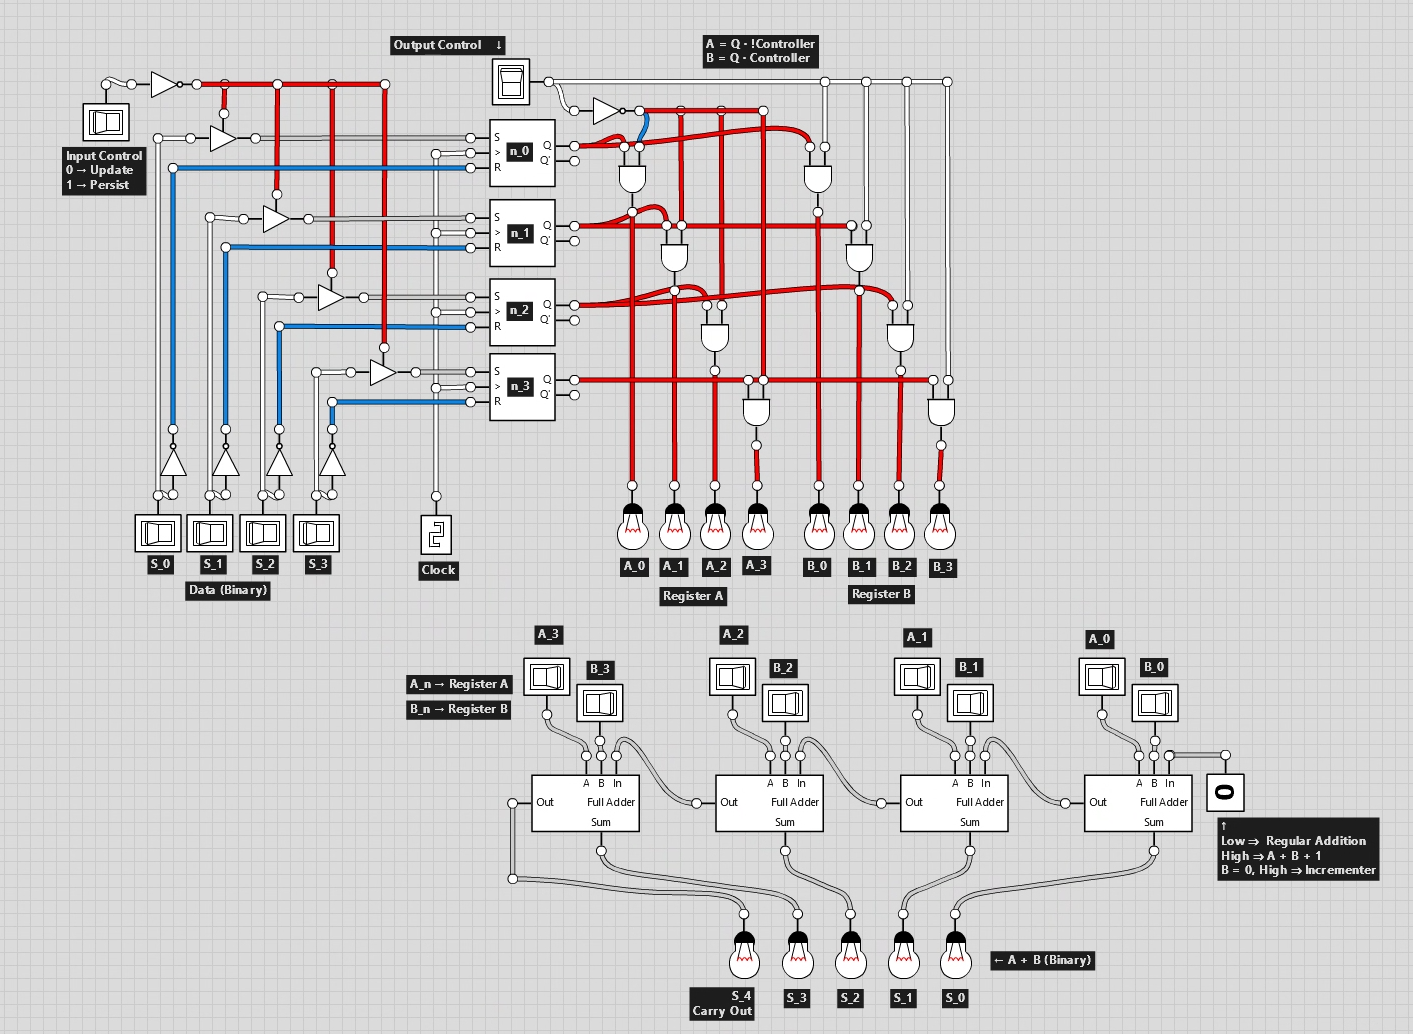 Output Control ↓
A = Q · !Controller
B = Q · Controller
Input Control
0 → Update
1 → Persist
S
>
R
n_0
Q
Q'
S
>
R
n_1
Q
Q'
S
>
R
n_2
Q
Q'
S
>
R
n_3
Q
Q'
S_0
S_1
S_2
S_3
Data (Binary)
Clock
A_0
A_1
A_2
A_3
B_0
B_1
B_2
B_3
Register A
Register B
A_3
B_3
A_2
B_2
A_1
B_1
A_0
B_0
A_n → Register A
B_n → Register B
A B In
Out Full Adder
Sum
A B In
Out Full Adder
Sum
A B In
Out Full Adder
Sum
A B In
Out Full Adder
Sum
0
↑
Low ⇒ Regular Addition
High ⇒ A + B + 1
B = 0, High ⇒ Incrementer
← A + B (Binary)
S_4
Carry Out
S_3
S_2
S_1
S_0